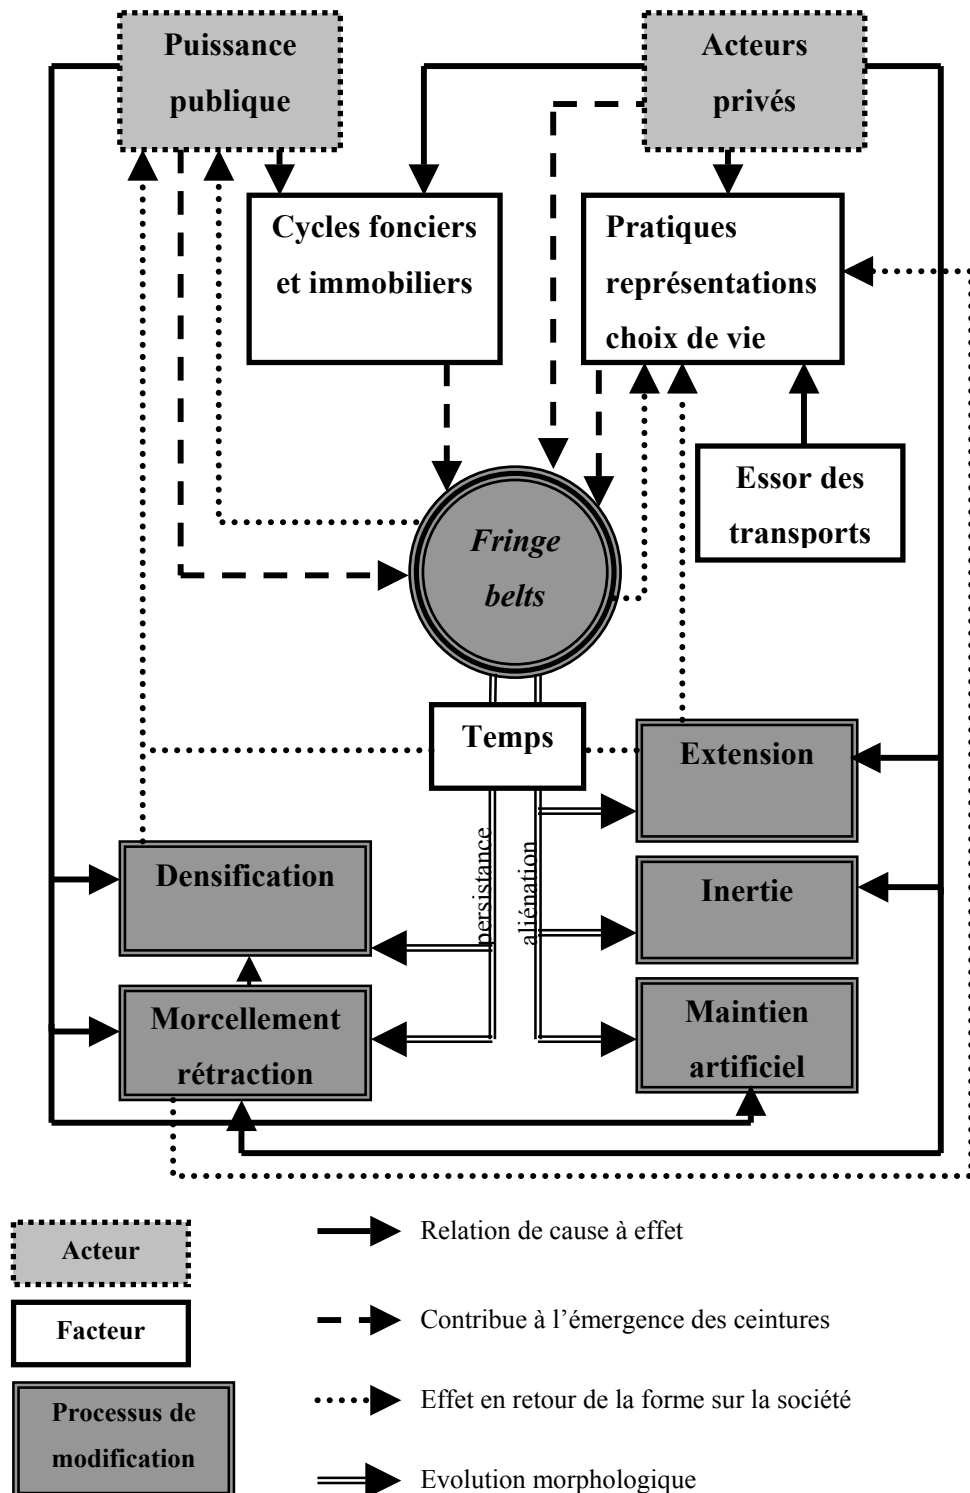 Puissance
publique
Acteurs
privés
Cycles fonciers
et immobiliers
Pratiques
représentations
choix de vie
Essor des
transports
Fringe
belts
Temps
Extension
persistance
aliénation
Densification
Inertie
Morcellement
rétraction
Maintien
artificiel
Acteur
Relation de cause à effet
Facteur
Contribue à l’émergence des ceintures
Processus de
modification
Effet en retour de la forme sur la société
Evolution morphologique